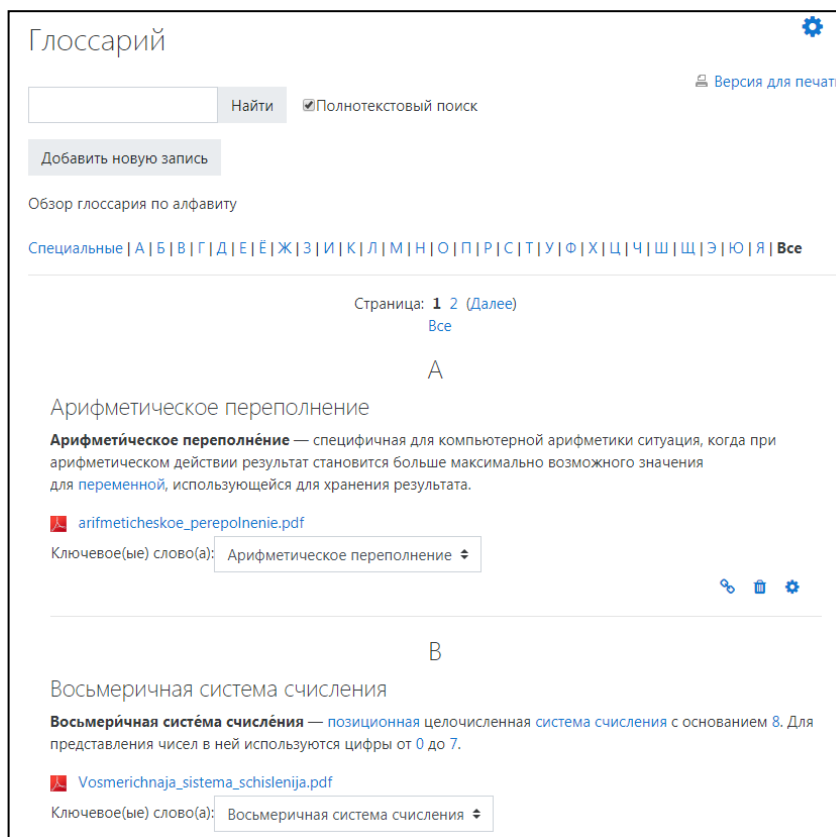 Глоссарий
Версия для печати
Найти Полнотекстовый поиск
Добавить новую запись
Обзор глоссария по алфавиту
Специальные | А | Б | В | Г | Д | Е | Ё | Ж | З | И | К | Л | М | Н | О | П | Р | С | Т | У | Ф | Х | Ц | Ч | Ш | Щ | Э | Ю | Я | Все
Страница: 1 2 (Далее)
Все
А
Арифметическое переполнение
Арифмети́ческое переполне́ние — специфичная для компьютерной арифметики ситуация, когда при
арифметическом действии результат становится больше максимально возможного значения
для переменной, использующейся для хранения результата.
arifmeticheskoe_perepolnenie.pdf
Ключевое(ые) слово(а): Арифметическое переполнение
В
Восьмеричная система счисления
Восьмери́чная систе́ма счисле́ния — позиционная целочисленная система счисления с основанием 8. Для
представления чисел в ней используются цифры от 0 до 7.
Vosmerichnaja_sistema_schislenija.pdf
Ключевое(ые) слово(а): Восьмеричная система счисления